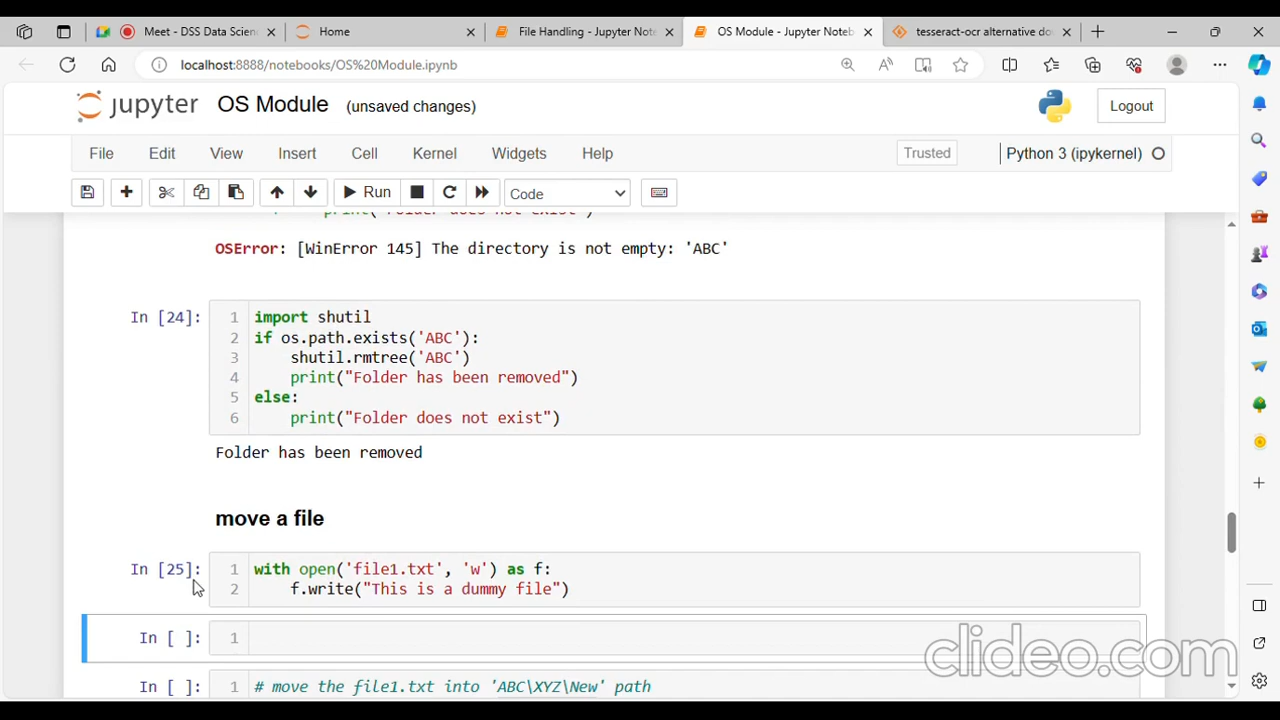 Meet - DSS Data Scien
Home
File Handling - Jupyter Note
OS Module - Jupyter Noteb
tesseract-ocr alternative do
localhost:8888/notebooks/OS%20Module.ipynb
jupyter OS Module (unsaved changes)
Logout
File Edit View Insert Cell Kernel Widgets Help
Trusted
Python 3 (ipykernel)
Run
Code
print("Folder does not exist")
OSError: [WinError 145] The directory is not empty: 'ABC'
In [24]:
1 import shutil
2 if os.path.exists('ABC'):
3 shutil.rmtree('ABC')
4 print("Folder has been removed")
5 else:
6 print("Folder does not exist")
Folder has been removed
move a file
In [25]:
1 with open('file1.txt', 'w') as f:
2 f.write("This is a dummy file")
In [ ]: 1
clideo.com
In [ ]: 1 # move the file1.txt into 'ABC\XYZ\New' path